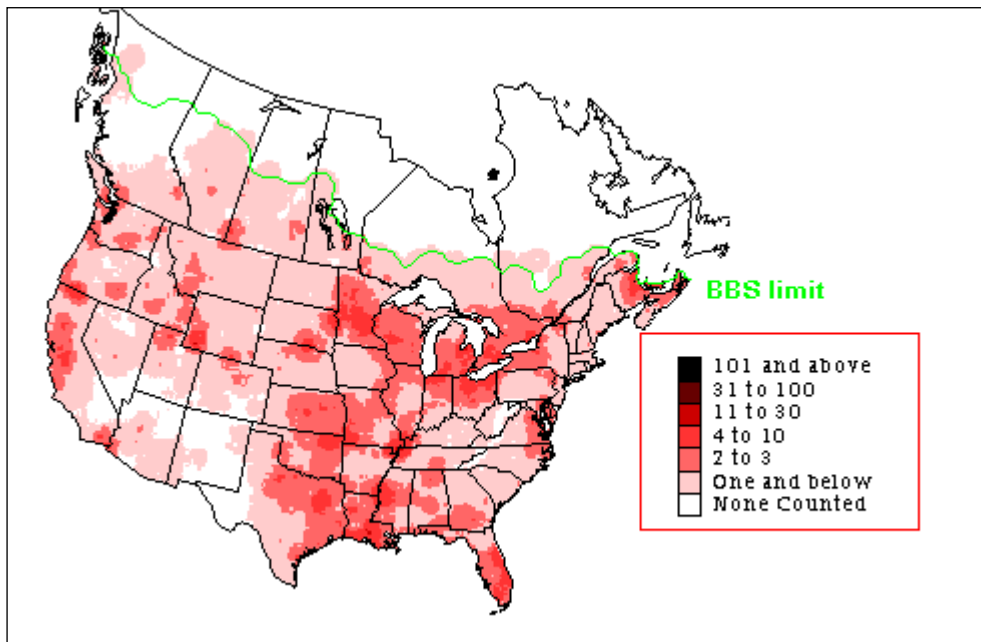 BBS limit
101 and above
31 to 100
11 to 30
4 to 10
2 to 3
One and below
None Counted